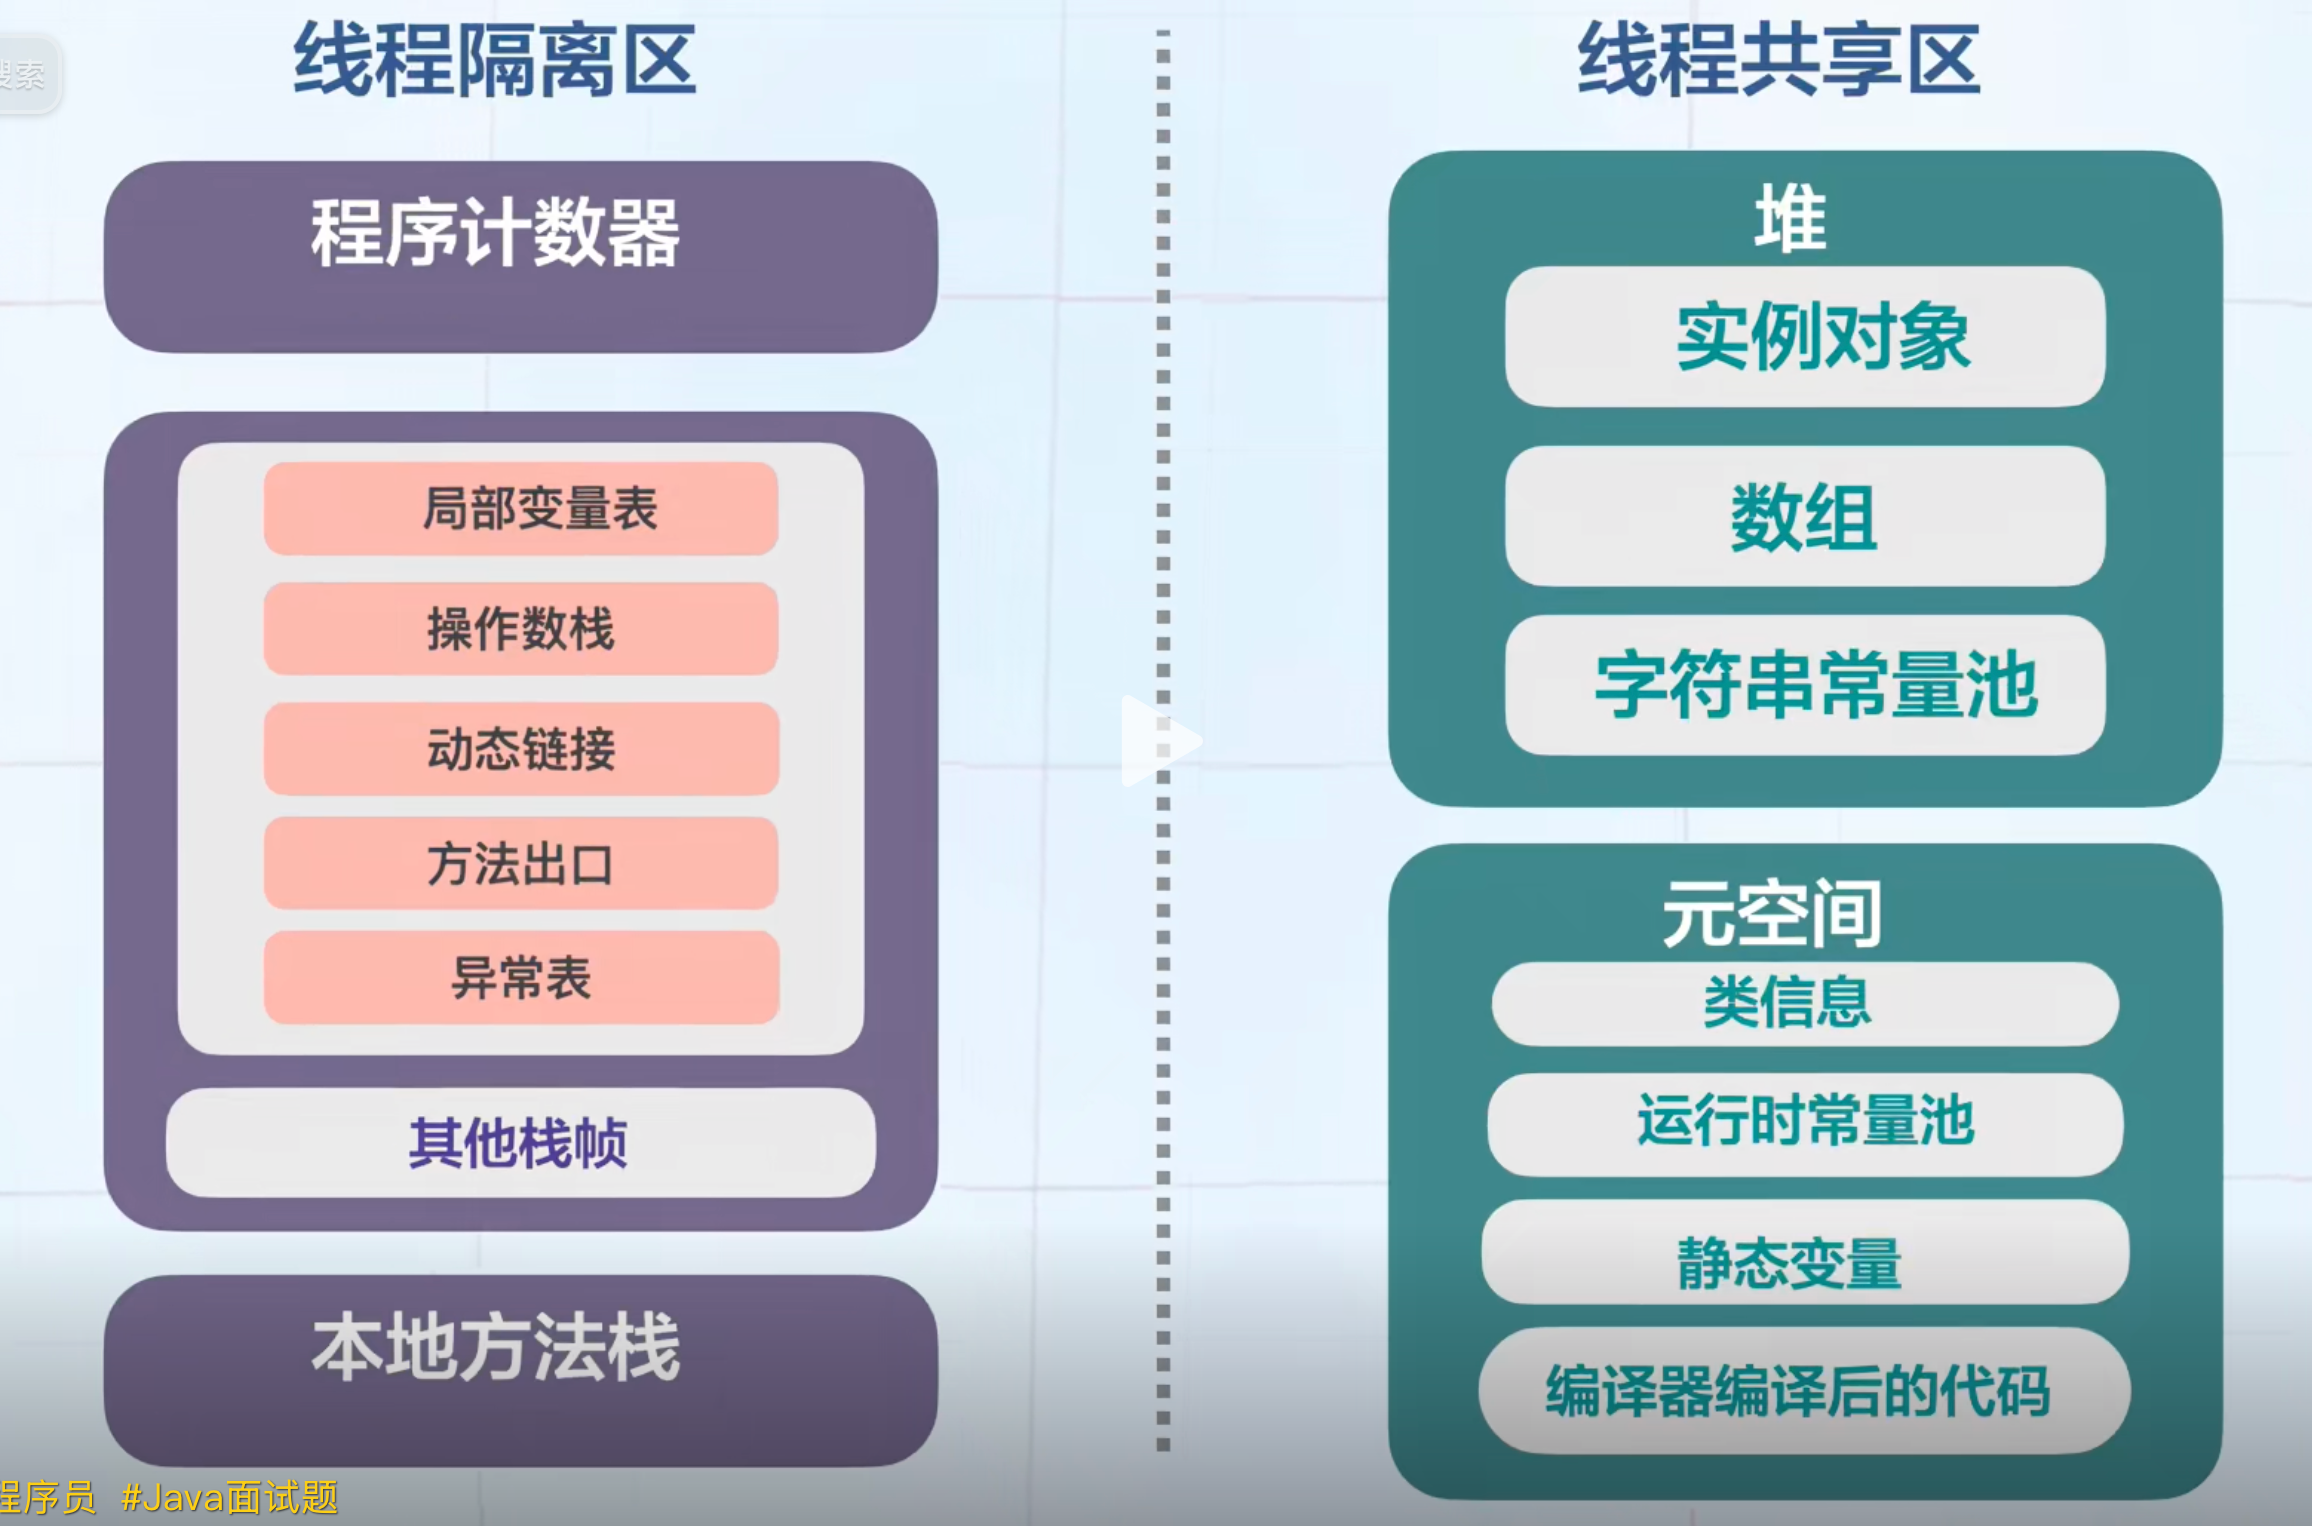 线程隔离区
程序计数器
局部变量表
操作数栈
动态链接
方法出口
异常表
其他栈帧
本地方法栈
线程共享区
堆
实例对象
数组
字符串常量池
元空间
类信息
运行时常量池
静态变量
编译器编译后的代码
搜索
程序员 #Java面试题